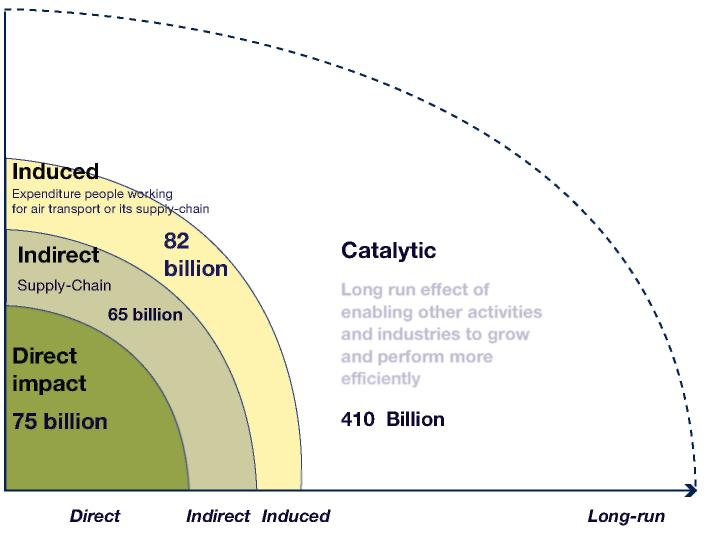 Induced
Expenditure people working
for air transport or its supply-chain
82
billion
Indirect
Supply-Chain
65 billion
Direct
impact
75 billion
Catalytic
Long run effect of
enabling other activities
and industries to grow
and perform more
efficiently
410 Billion
Direct Indirect Induced Long-run